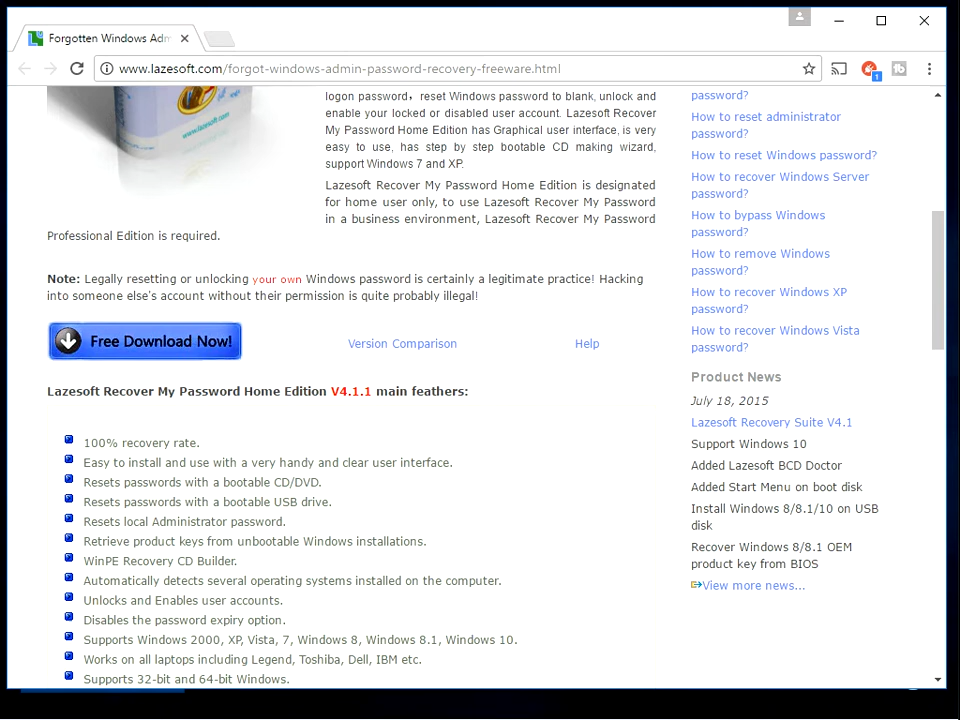 Forgotten Windows Adm
www.lazesoft.com/forgot-windows-admin-password-recovery-freeware.html
1
www.lazesoft.com
logon password，reset Windows password to blank, unlock and
enable your locked or disabled user account. Lazesoft Recover
My Password Home Edition has Graphical user interface, is very
easy to use, has step by step bootable CD making wizard,
support Windows 7 and XP.
Lazesoft Recover My Password Home Edition is designated
for home user only, to use Lazesoft Recover My Password
in a business environment, Lazesoft Recover My Password
Professional Edition is required.
Note: Legally resetting or unlocking your own Windows password is certainly a legitimate practice! Hacking
into someone else's account without their permission is quite probably illegal!
Free Download Now!
Version Comparison
Help
Lazesoft Recover My Password Home Edition V4.1.1 main feathers:
100% recovery rate.
Easy to install and use with a very handy and clear user interface.
Resets passwords with a bootable CD/DVD.
Resets passwords with a bootable USB drive.
Resets local Administrator password.
Retrieve product keys from unbootable Windows installations.
WinPE Recovery CD Builder.
Automatically detects several operating systems installed on the computer.
Unlocks and Enables user accounts.
Disables the password expiry option.
Supports Windows 2000, XP, Vista, 7, Windows 8, Windows 8.1, Windows 10.
Works on all laptops including Legend, Toshiba, Dell, IBM etc.
Supports 32-bit and 64-bit Windows.
password?
How to reset administrator
password?
How to reset Windows password?
How to recover Windows Server
password?
How to bypass Windows
password?
How to remove Windows
password?
How to recover Windows XP
password?
How to recover Windows Vista
password?
Product News
July 18, 2015
Lazesoft Recovery Suite V4.1
Support Windows 10
Added Lazesoft BCD Doctor
Added Start Menu on boot disk
Install Windows 8/8.1/10 on USB
disk
Recover Windows 8/8.1 OEM
product key from BIOS
View more news...